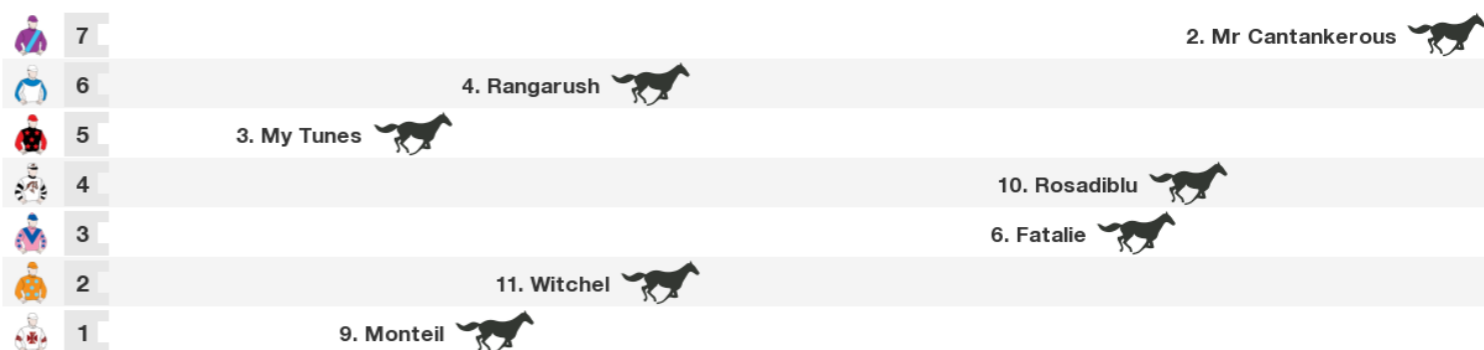 7 2. Mr Cantankerous
6 4. Rangarush
5 3. My Tunes
4 10. Rosadiblu
3 6. Fatalie
2 11. Witchel
1 9. Monteil